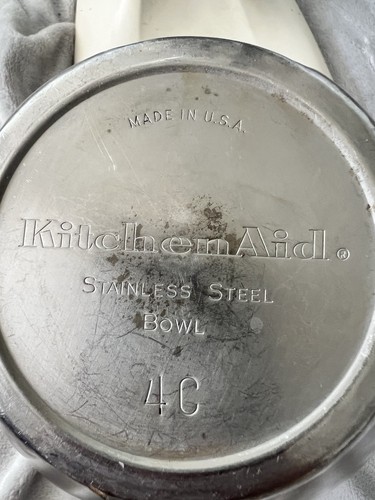 MADE IN U.S.A.
KitchenAid ®
STAINLESS STEEL
BOWL
4C